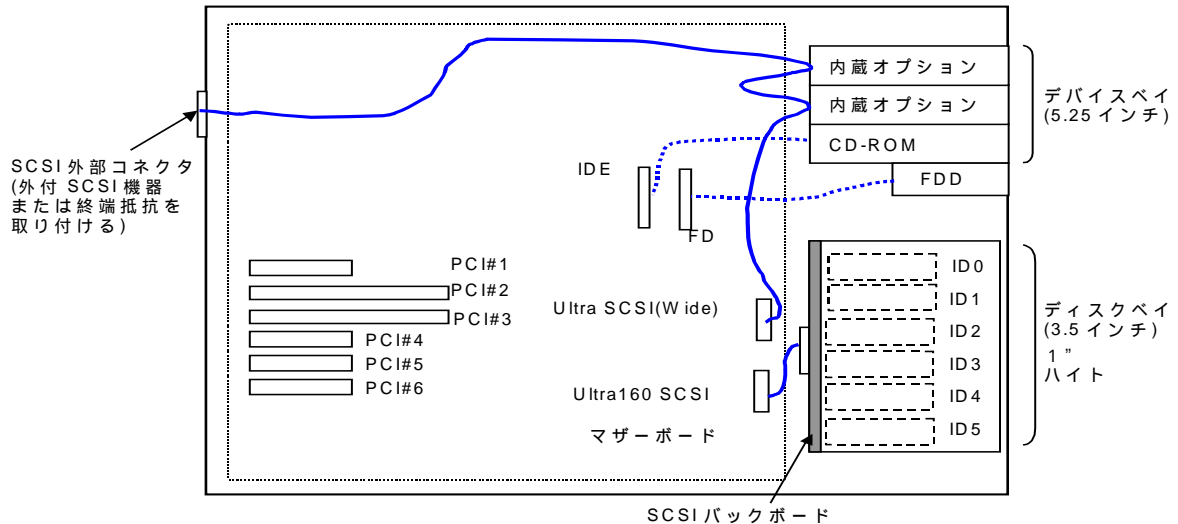 内蔵オプション
内蔵オプション
CD-ROM
FDD
デバイスベイ
(5.25インチ)
SCSI外部コネクタ
(外付SCSI機器
または終端抵抗を
取り付ける)
IDE
FD
PCI#1
PCI#2
PCI#3
PCI#4
PCI#5
PCI#6
Ultra SCSI(Wide)
Ultra160 SCSI
マザーボード
ID0
ID1
ID2
ID3
ID4
ID5
ディスクベイ
(3.5インチ)
1”
ハイト
SCSIバックボード